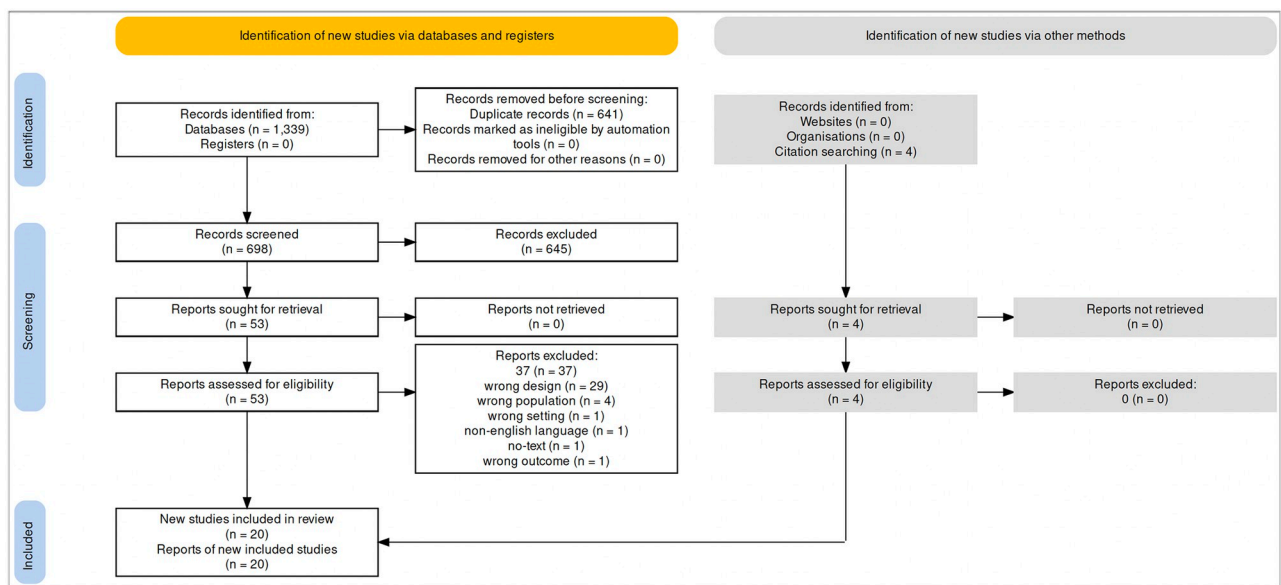 Identification of new studies via databases and registers
Identification of new studies via other methods
Identification
Records identified from:
Databases (n = 1,339)
Registers (n = 0)
Records removed before screening:
Duplicate records (n = 641)
Records marked as ineligible by automation
tools (n = 0)
Records removed for other reasons (n = 0)
Records identified from:
Websites (n = 0)
Organisations (n = 0)
Citation searching (n = 4)
Screening
Records screened
(n = 698)
Records excluded
(n = 645)
Reports sought for retrieval
(n = 53)
Reports not retrieved
(n = 0)
Reports sought for retrieval
(n = 4)
Reports not retrieved
(n = 0)
Reports assessed for eligibility
(n = 53)
Reports excluded:
37 (n = 37)
wrong design (n = 29)
wrong population (n = 4)
wrong setting (n = 1)
non-english language (n = 1)
no-text (n = 1)
wrong outcome (n = 1)
Reports assessed for eligibility
(n = 4)
Reports excluded:
0 (n = 0)
Included
New studies included in review
(n = 20)
Reports of new included studies
(n = 20)